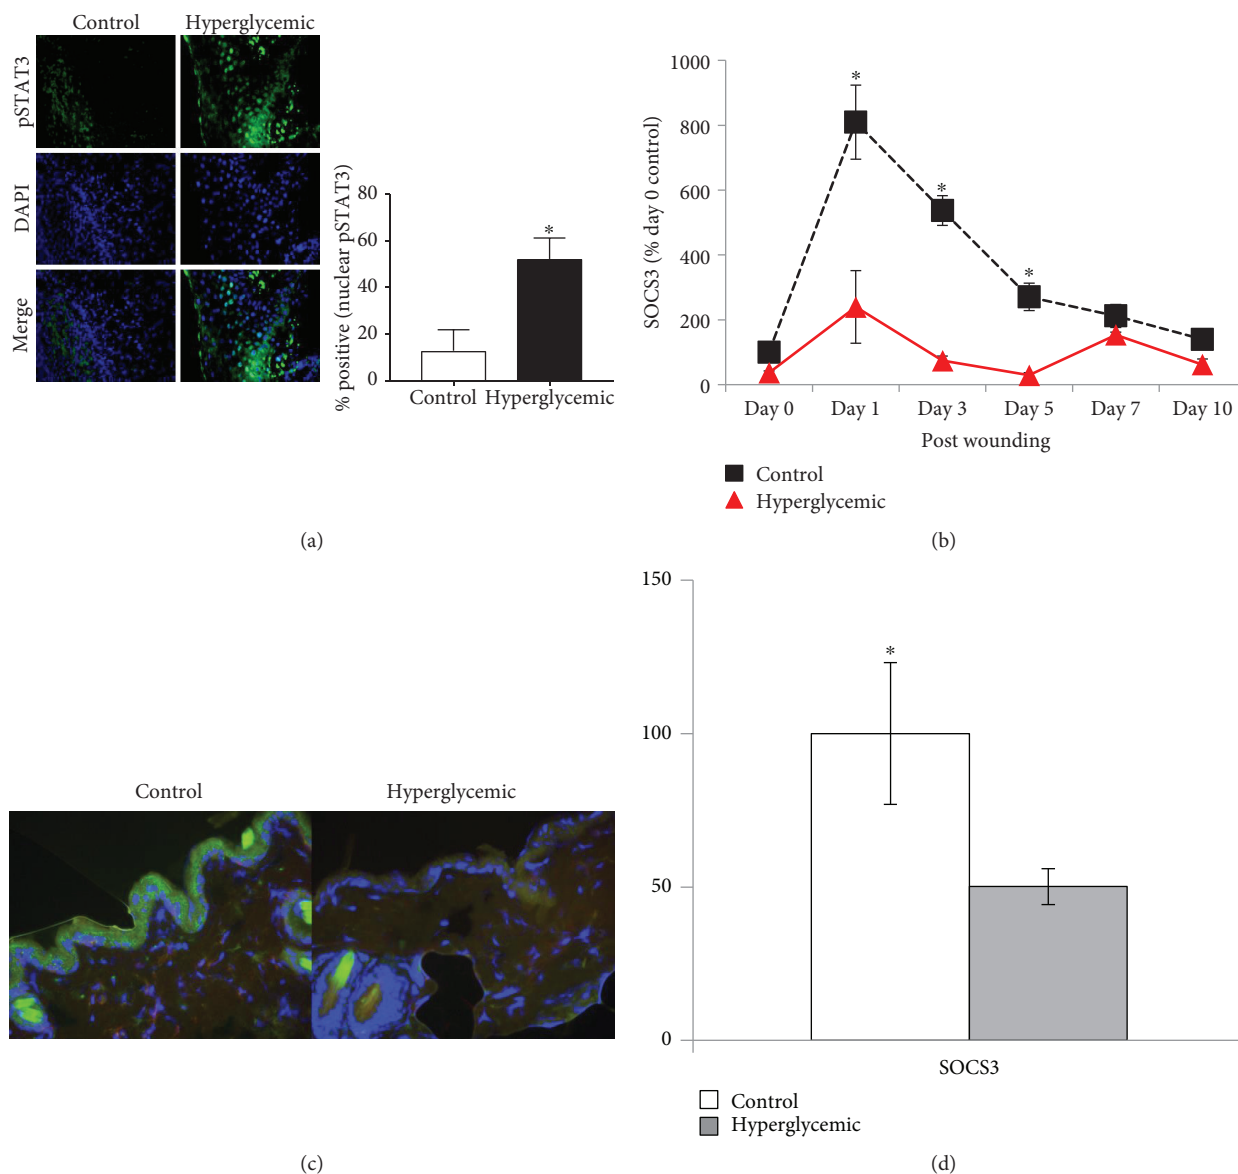 Control
Hyperglycemic
pSTAT3
DAPI
Merge
% positive (nuclear pSTAT3)
80
60
40
20
0
*
Control
Hyperglycemic
(a)
SOCS3 (% day 0 control)
1000
800
600
400
200
0
*
*
*
Day 0
Day 1
Day 3
Day 5
Day 7
Day 10
Post wounding
Control
Hyperglycemic
(b)
Control
Hyperglycemic
(c)
150
100
50
0
*
SOCS3
Control
Hyperglycemic
(d)